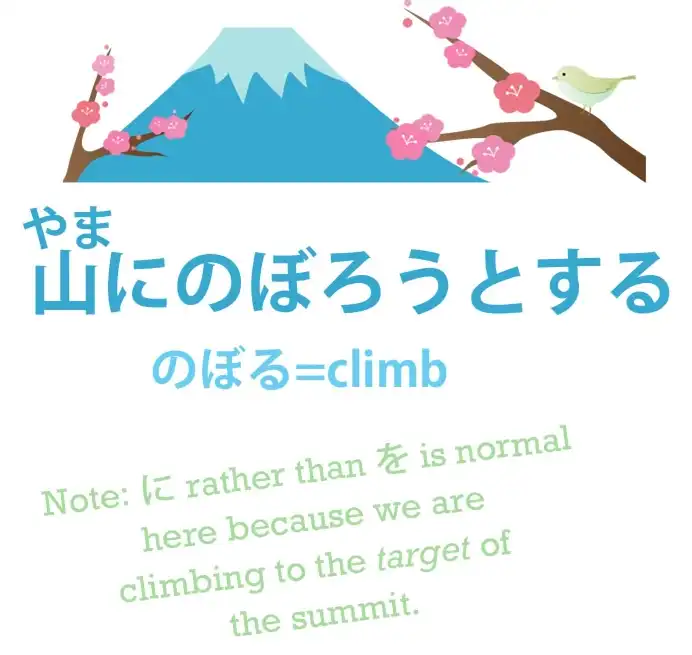 やま
山にのぼろうとする
のぼる=climb
Note: に rather than を is normal
here because we are
climbing to the target of
the summit.